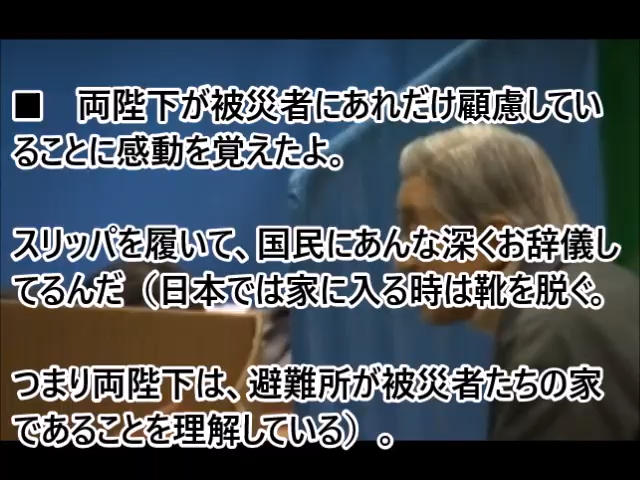 ■　両陛下が被災者にあれだけ顧慮してい
ることに感動を覚えたよ。
スリッパを履いて、国民にあんな深くお辞儀し
てるんだ（日本では家に入る時は靴を脱ぐ。
つまり両陛下は、避難所が被災者たちの家
であることを理解している）。